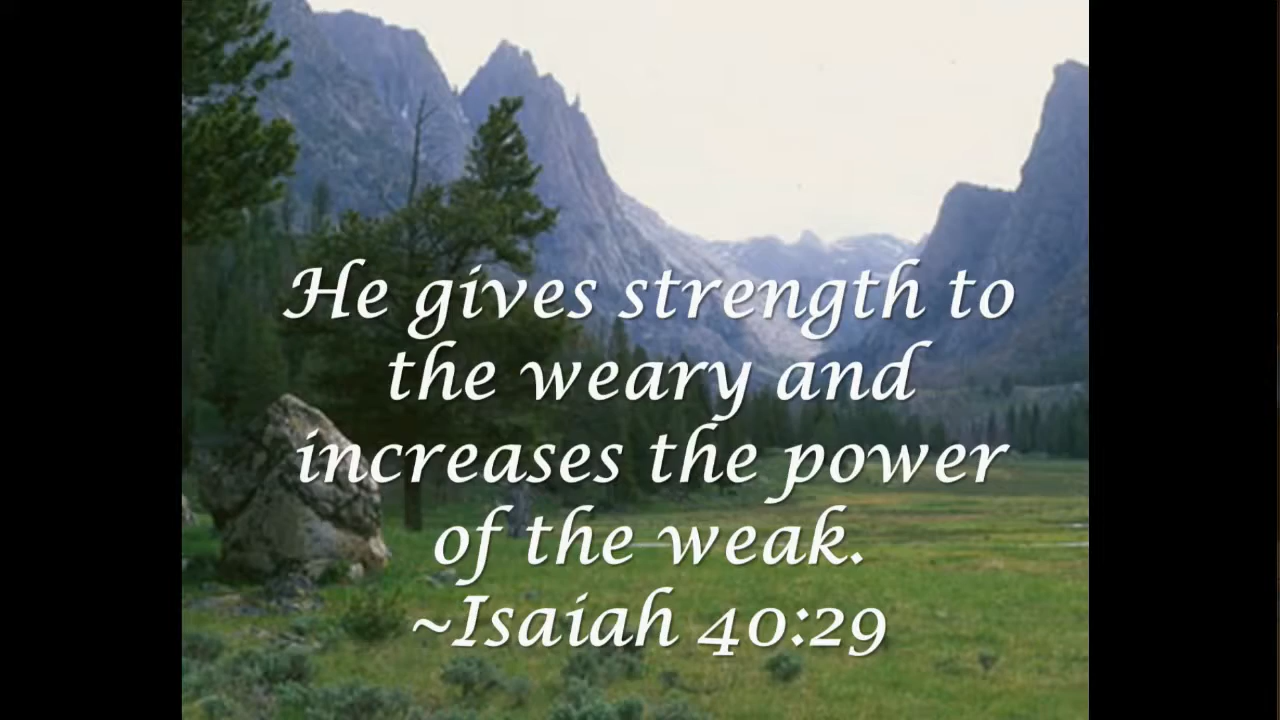 He gives strength to
the weary and
increases the power
of the weak.
~Isaiah 40:29